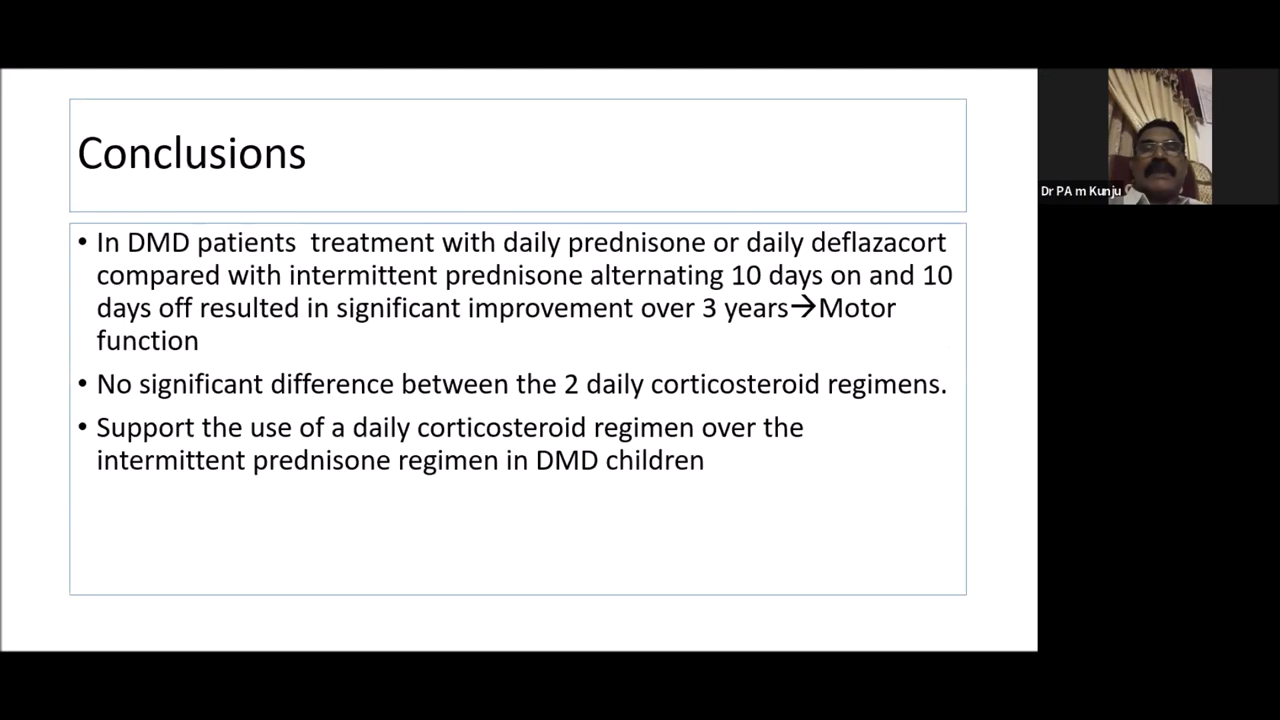 Conclusions
• In DMD patients  treatment with daily prednisone or daily deflazacort
compared with intermittent prednisone alternating 10 days on and 10
days off resulted in significant improvement over 3 years→Motor
function
• No significant difference between the 2 daily corticosteroid regimens.
• Support the use of a daily corticosteroid regimen over the
intermittent prednisone regimen in DMD children
Dr PA m Kunju